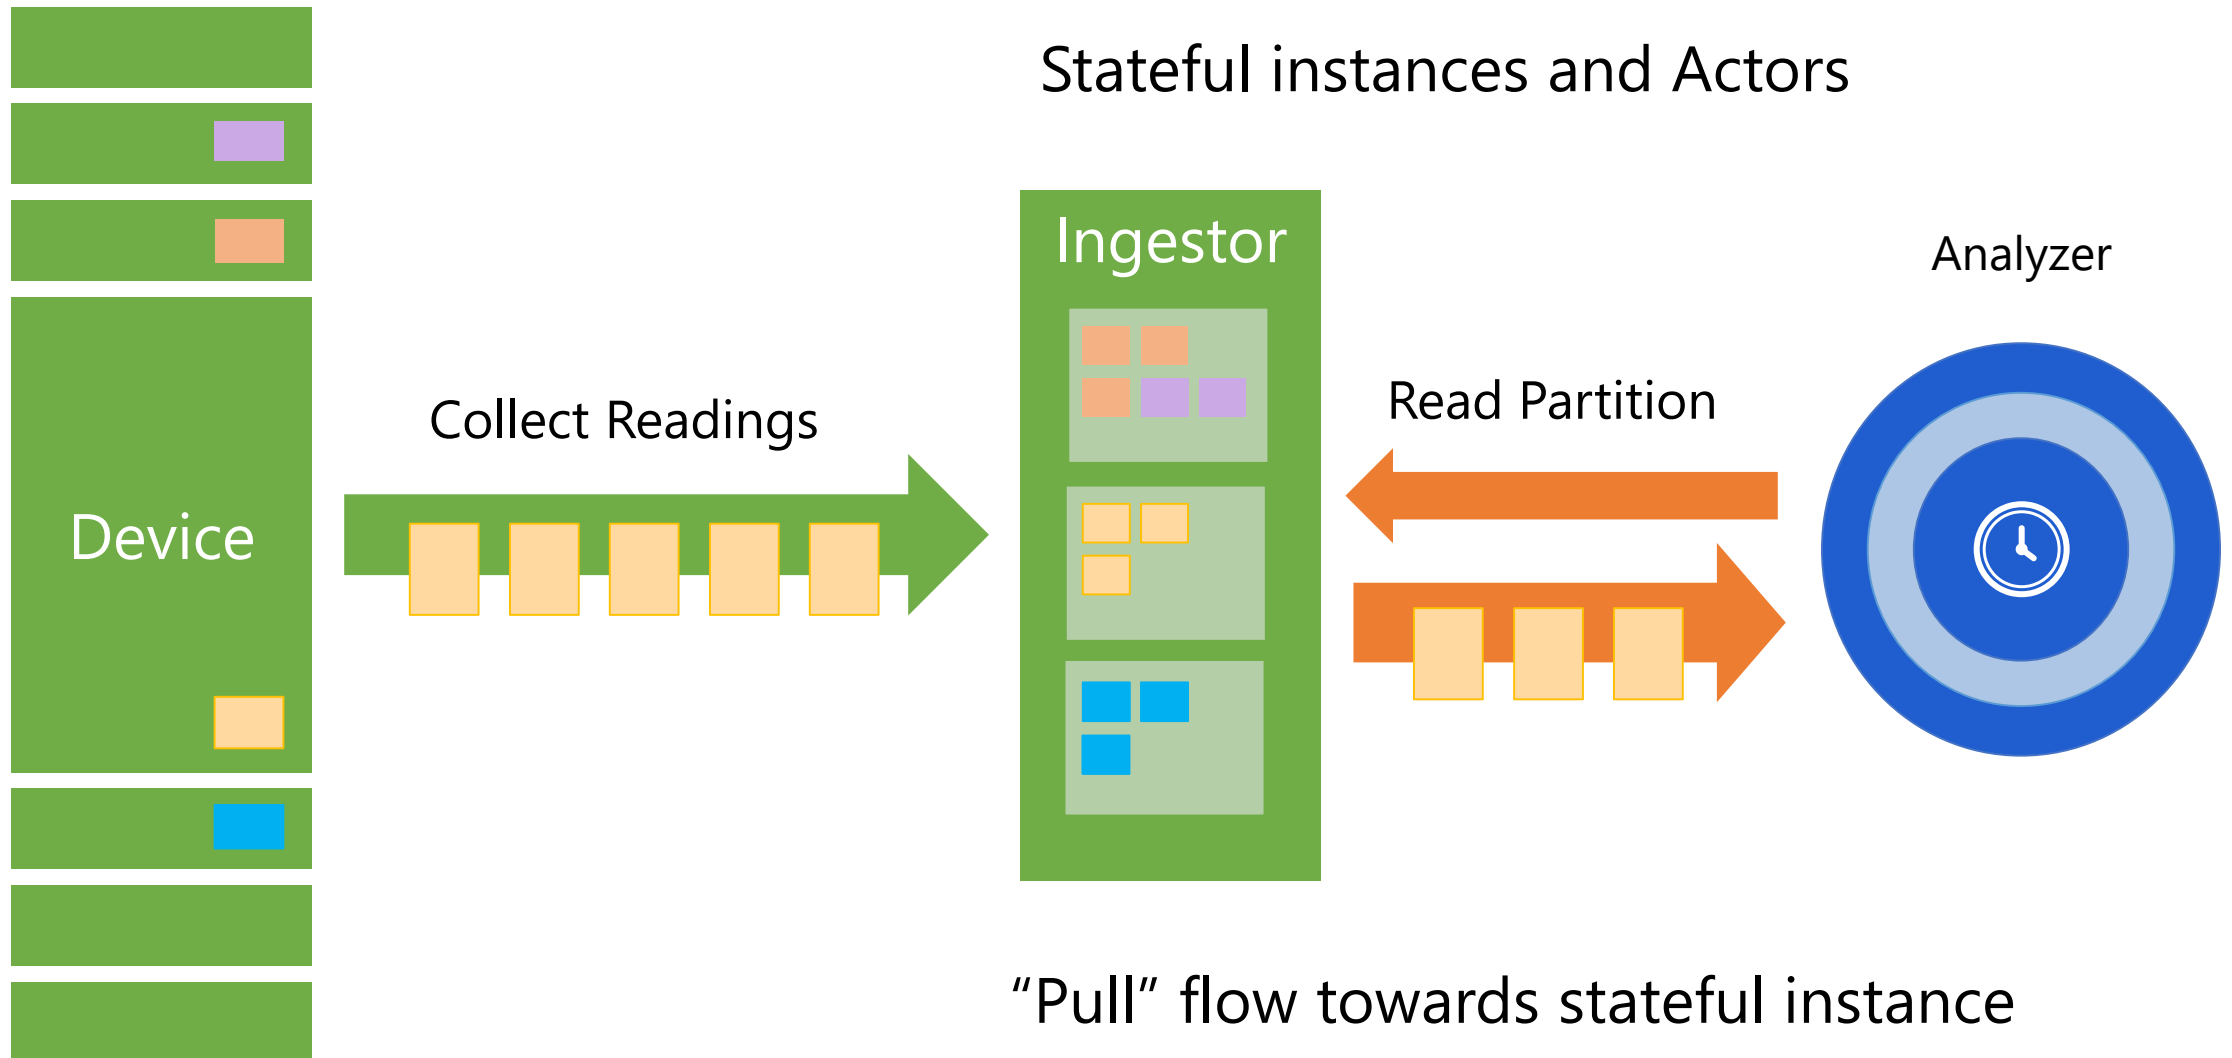 Stateful instances and Actors
Ingestor
Analyzer
Collect Readings
Read Partition
Device
“Pull” flow towards stateful instance